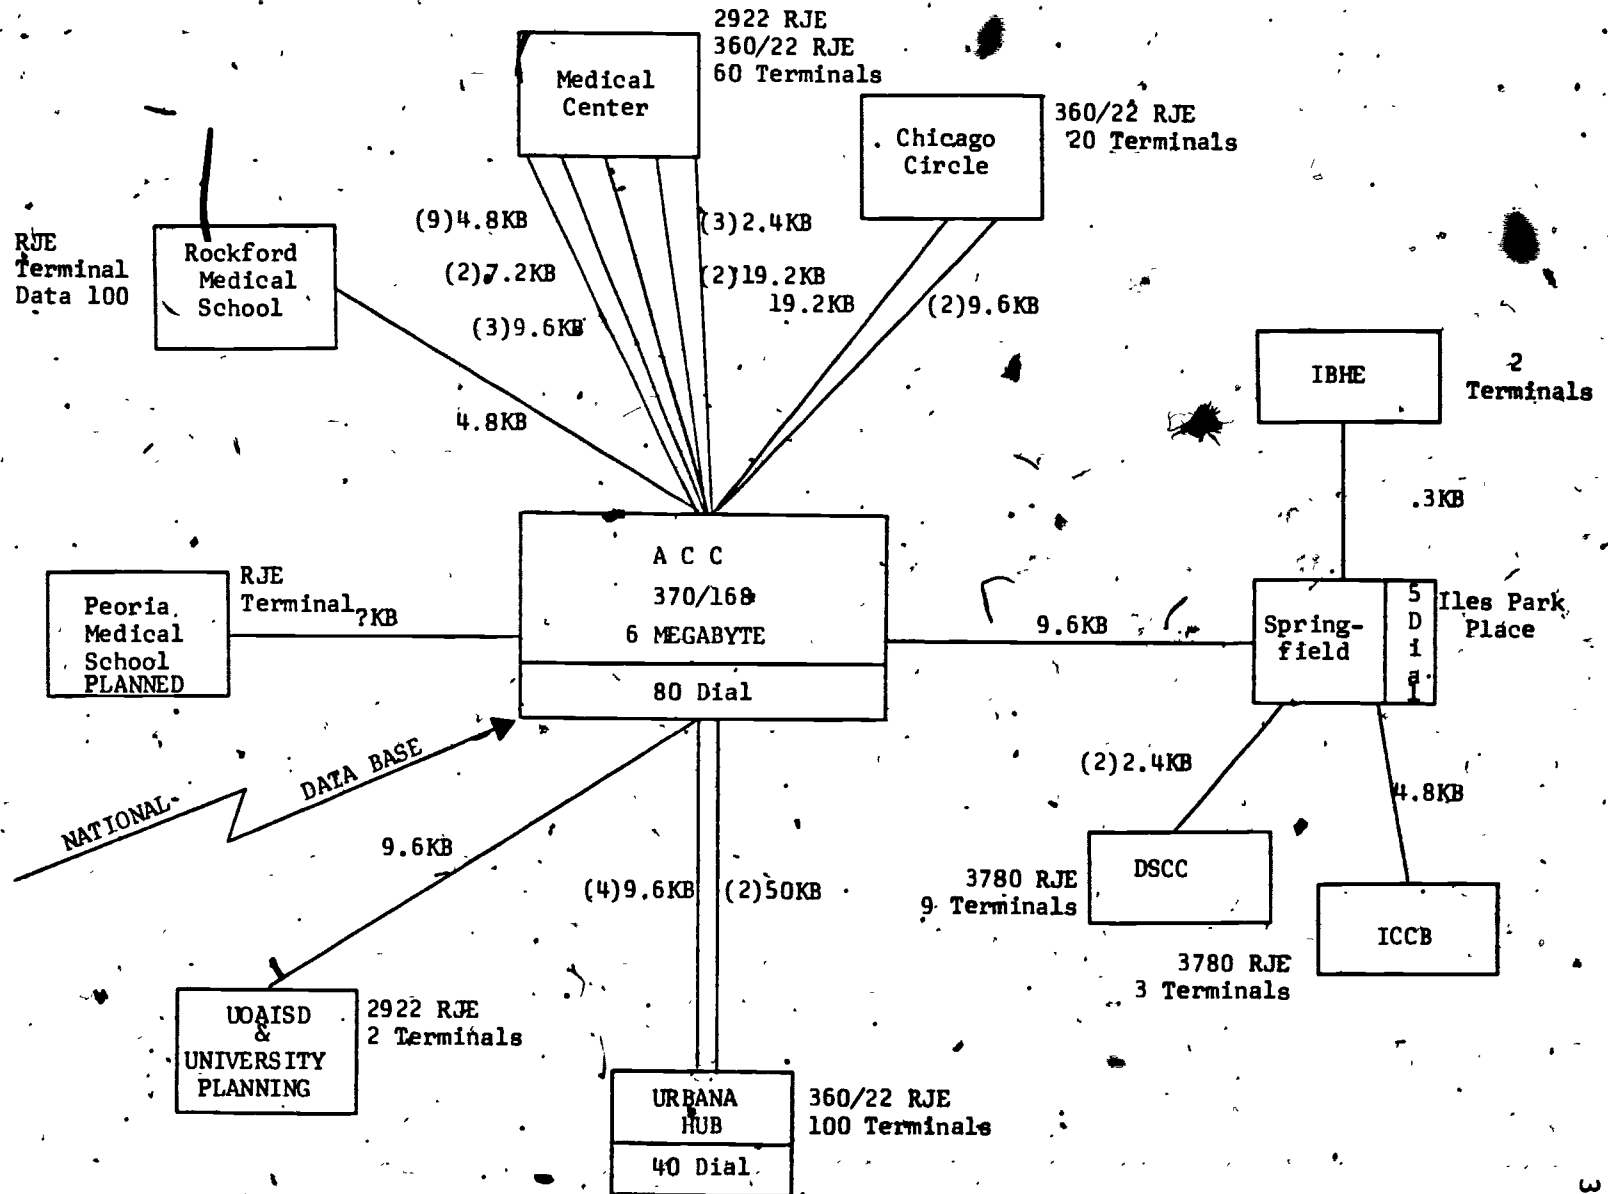 2922 RJE
360/22 RJE
60 Terminals
Medical
Center
360/22 RJE
20 Terminals
Chicago
Circle
(9)4.8KB
(3)2.4KB
RJE
Terminal
Data 100
Rockford
Medical
School
(2)7.2KB
(2)19.2KB
19.2KB
(2)9.6KB
(3)9.6KB
4.8KB
IBHE
2
Terminals
.3KB
A C C
370/168
6 MEGABYTE
80 Dial
Peoria
Medical
School
PLANNED
RJE
Terminal
?KB
9.6KB
Spring-
field
5
D
i
a
l
Iles Park
Place
NATIONAL
DATA BASE
(2)2.4KB
4.8KB
9.6KB
(4)9.6KB
(2)50KB
3780 RJE
9 Terminals
DSCC
ICCB
3780 RJE
3 Terminals
UOAISD
&
UNIVERSITY
PLANNING
2922 RJE
2 Terminals
URBANA
HUB
40 Dial
360/22 RJE
100 Terminals
3